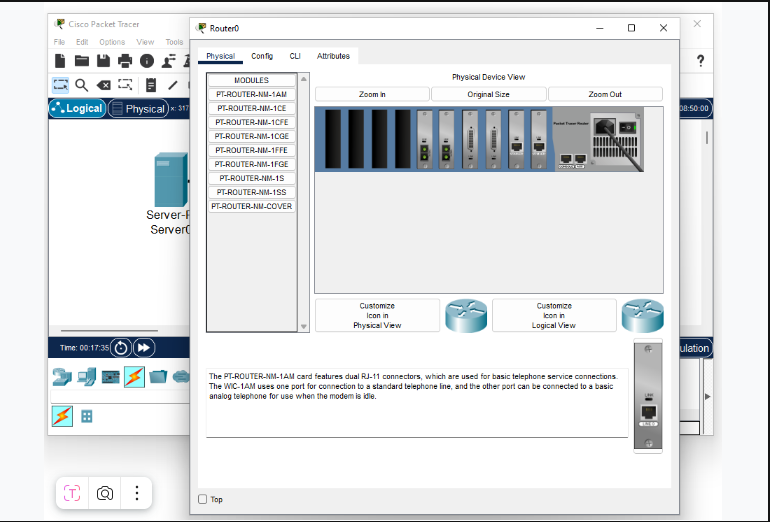 Cisco Packet Tracer
File Edit Options View Tools
Logical
Physical
x: 317
08:50:00
Server-P
Server0
Time: 00:17:35
ulation
Router0
Physical Config CLI Attributes
MODULES
PT-ROUTER-NM-1AM
PT-ROUTER-NM-1CE
PT-ROUTER-NM-1CFE
PT-ROUTER-NM-1CGE
PT-ROUTER-NM-1FFE
PT-ROUTER-NM-1FGE
PT-ROUTER-NM-1S
PT-ROUTER-NM-1SS
PT-ROUTER-NM-COVER
Physical Device View
Zoom In Original Size Zoom Out
Packet Tracer Router
Customize
Icon in
Physical View
Customize
Icon in
Logical View
The PT-ROUTER-NM-1AM card features dual RJ-11 connectors, which are used for basic telephone service connections.
The WIC-1AM uses one port for connection to a standard telephone line, and the other port can be connected to a basic
analog telephone for use when the modem is idle.
Top